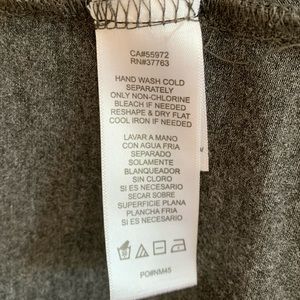 CA#55972
RN#37763
HAND WASH COLD
SEPARATELY
ONLY NON-CHLORINE
BLEACH IF NEEDED
RESHAPE & DRY FLAT
COOL IRON IF NEEDED
LAVAR A MANO
CON AGUA FRIA
SEPARADO
SOLAMENTE
BLANQUEADOR
SIN CLORO
SI ES NECESARIO
SECAR SOBRE
SUPERFICIE PLANA
PLANCHA FRIA
SI ES NECESARIO
PO#NM45